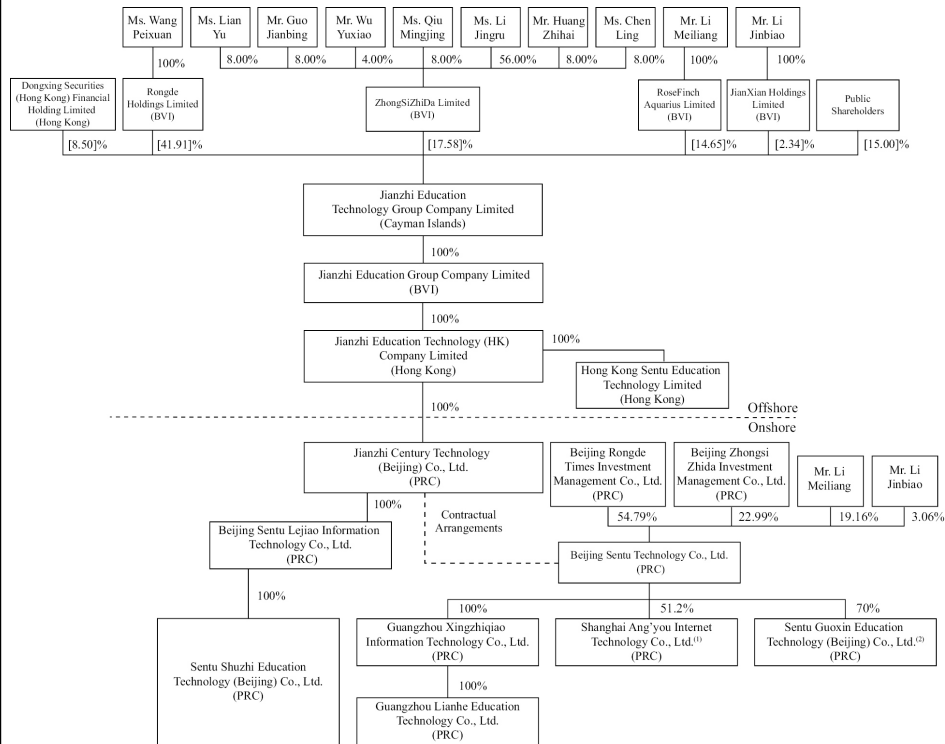 Ms. Wang
Peixuan
Ms. Lian
Yu
Mr. Guo
Jianbing
Mr. Wu
Yuxiao
Ms. Qiu
Mingjing
Ms. Li
Jingru
Mr. Huang
Zhihai
Ms. Chen
Ling
Mr. Li
Meiliang
Mr. Li
Jinbiao
100%
8.00%
8.00%
4.00%
8.00%
56.00%
8.00%
8.00%
100%
100%
Dongxing Securities
(Hong Kong) Financial
Holding Limited
(Hong Kong)
Rongde
Holdings Limited
(BVI)
ZhongSiZhiDa Limited
(BVI)
RoseFinch
Aquarius Limited
(BVI)
JianXian Holdings
Limited
(BVI)
Public
Shareholders
[8.50]%
[41.91]%
[17.58]%
[14.65]%
[2.34]%
[15.00]%
Jianzhi Education
Technology Group Company Limited
(Cayman Islands)
100%
Jianzhi Education Group Company Limited
(BVI)
100%
Jianzhi Education Technology (HK)
Company Limited
(Hong Kong)
100%
Hong Kong Sentu Education
Technology Limited
(Hong Kong)
100%
Offshore
Onshore
Jianzhi Century Technology
(Beijing) Co., Ltd.
(PRC)
Beijing Rongde
Times Investment
Management Co., Ltd.
(PRC)
Beijing Zhongsi
Zhida Investment
Management Co., Ltd.
(PRC)
Mr. Li
Meiliang
Mr. Li
Jinbiao
100%
Contractual
Arrangements
54.79%
22.99%
19.16%
3.06%
Beijing Sentu Lejiao Information
Technology Co., Ltd.
(PRC)
Beijing Sentu Technology Co., Ltd.
(PRC)
100%
100%
51.2%
70%
Sentu Shuzhi Education
Technology (Beijing) Co., Ltd.
(PRC)
Guangzhou Xingzhiqiao
Information Technology Co., Ltd.
(PRC)
Shanghai Ang'you Internet
Technology Co., Ltd.(1)
(PRC)
Sentu Guoxin Education
Technology (Beijing) Co., Ltd.(2)
(PRC)
100%
Guangzhou Lianhe Education
Technology Co., Ltd.
(PRC)